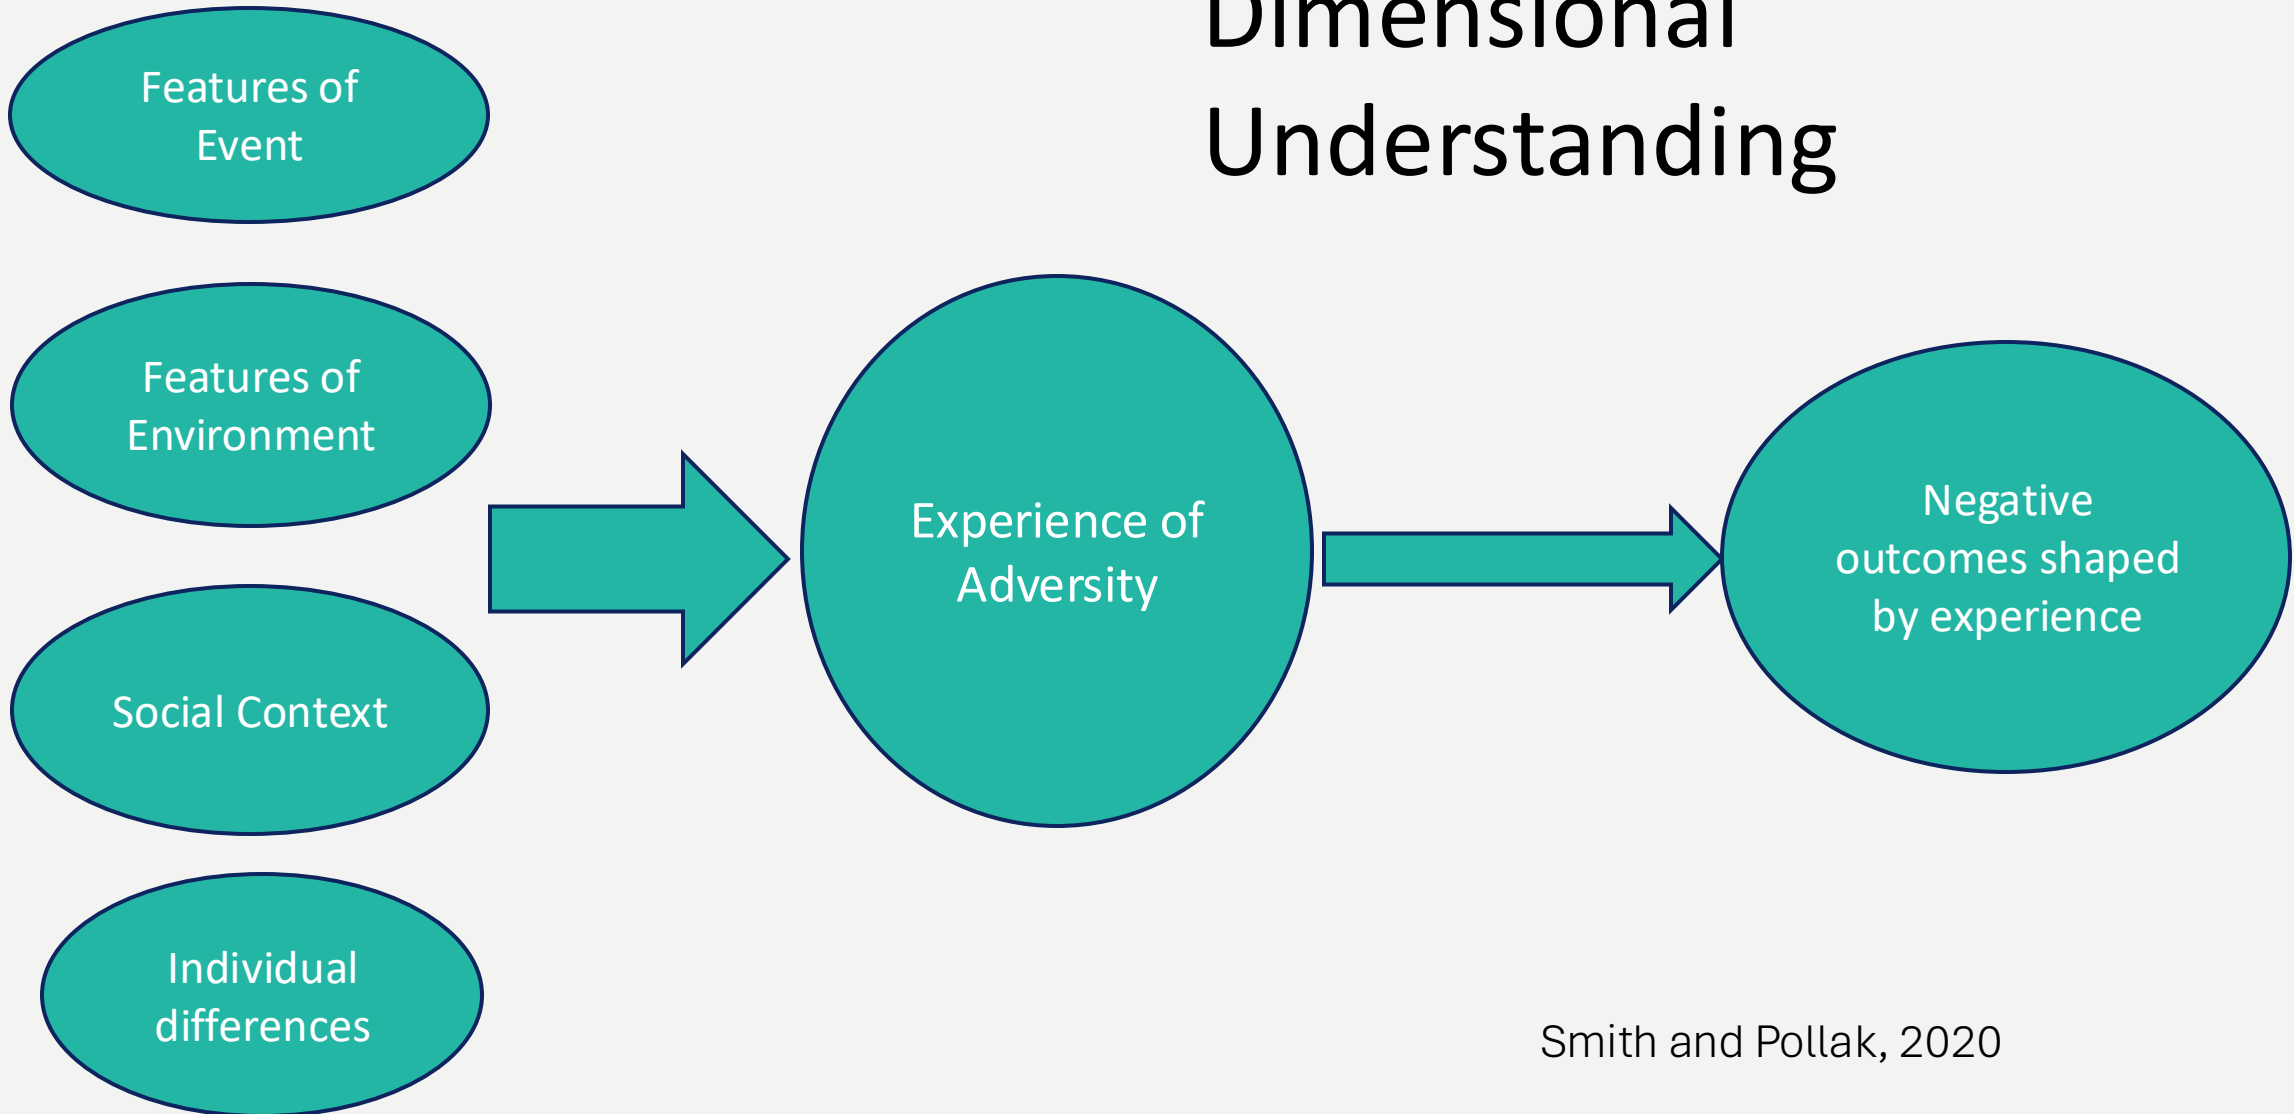 Dimensional
Understanding
Features of
Event
Features of
Environment
Social Context
Individual
differences
Experience of
Adversity
Negative
outcomes shaped
by experience
Smith and Pollak, 2020